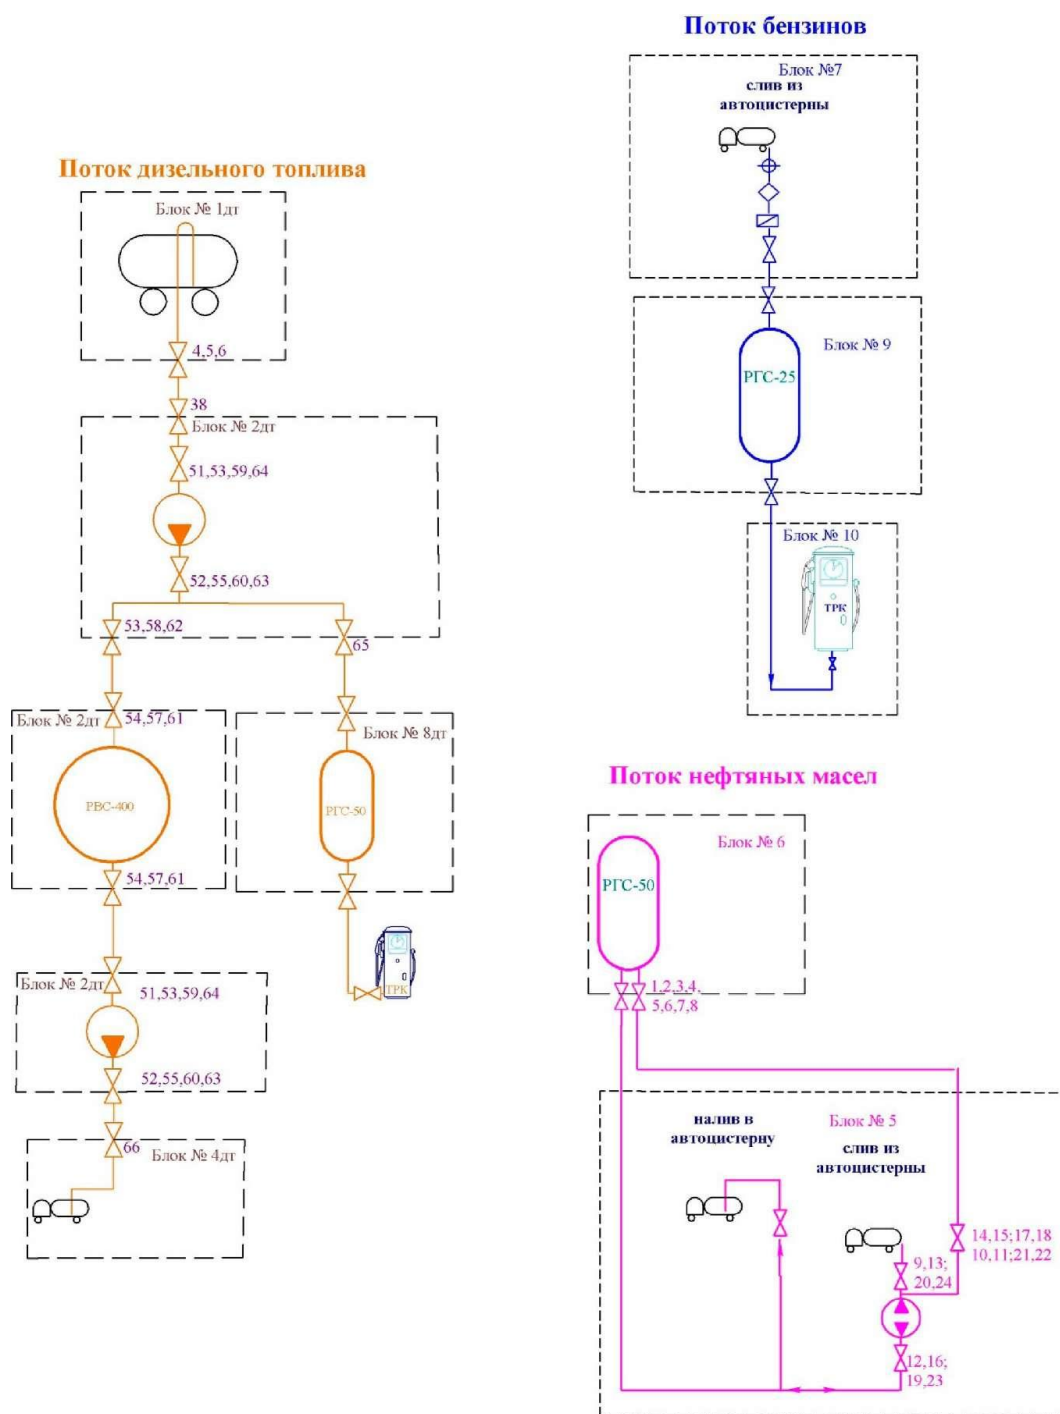 Поток дизельного топлива
Блок № 1дт
4,5,6
38
Блок № 2дт
51,53,59,64
52,55,60,63
53,58,62
65
Блок № 2дт
54,57,61
РВС-400
54,57,61
Блок № 8дт
РГС-50
ТРК
Блок № 2дт
51,53,59,64
52,55,60,63
66
Блок № 4дт
Поток бензинов
Блок №7
слив из
автоцистерны
Блок № 9
РГС-25
Блок № 10
ТРК
Поток нефтяных масел
Блок № 6
РГС-50
1,2,3,4,
5,6,7,8
Блок № 5
налив в
автоцистерну
слив из
автоцистерны
14,15;17,18
10,11;21,22
9,13;
20,24
12,16;
19,23